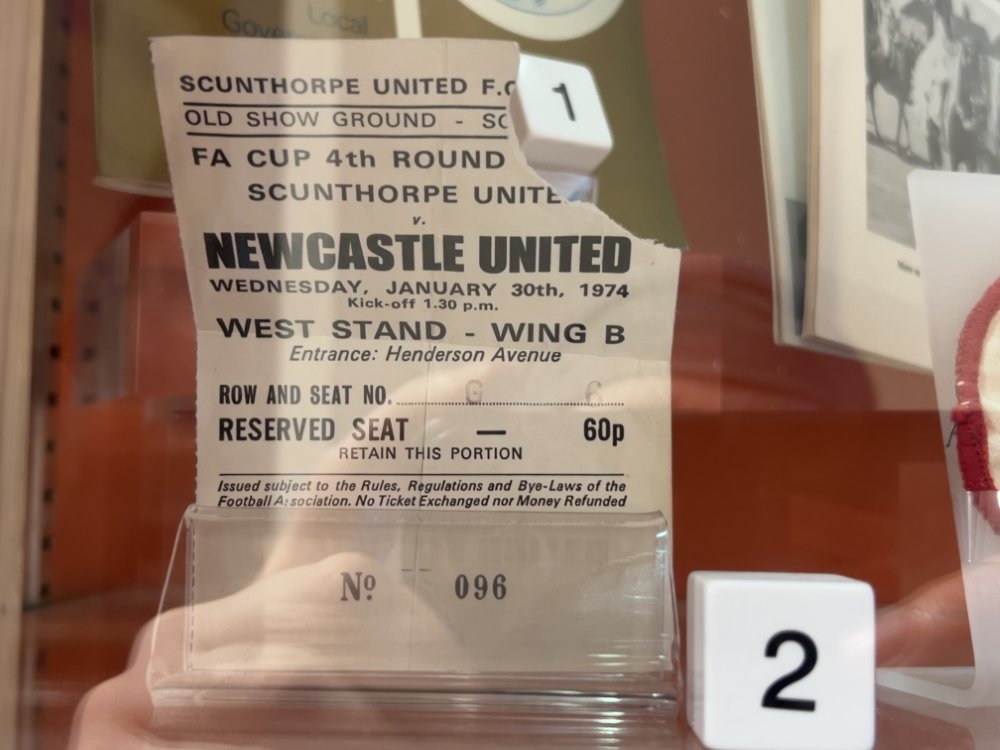 Local
SCUNTHORPE UNITED F.C
OLD SHOW GROUND - SC
FA CUP 4th ROUND
SCUNTHORPE UNITE
v.
NEWCASTLE UNITED
WEDNESDAY, JANUARY 30th, 1974
Kick-off 1.30 p.m.
WEST STAND - WING B
Entrance: Henderson Avenue
ROW AND SEAT NO. G 6
RESERVED SEAT — 60p
RETAIN THIS PORTION
Issued subject to the Rules, Regulations and Bye-Laws of the
Football Association. No Ticket Exchanged nor Money Refunded
Nº 096
1
2